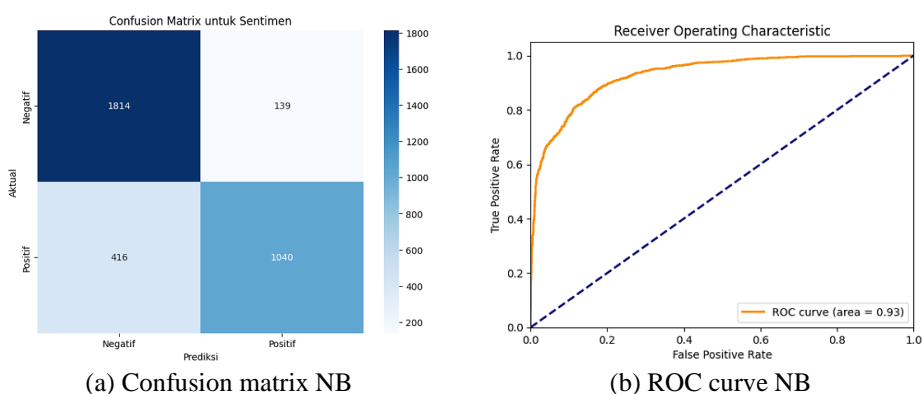 Confusion Matrix untuk Sentimen
Negatif
Positif
Aktual
1814
139
416
1040
Negatif
Positif
Prediksi
1800
1600
1400
1200
1000
800
600
400
200
(a) Confusion matrix NB
Receiver Operating Characteristic
True Positive Rate
1.0
0.8
0.6
0.4
0.2
0.0
ROC curve (area = 0.93)
0.0
0.2
0.4
0.6
0.8
1.0
False Positive Rate
(b) ROC curve NB